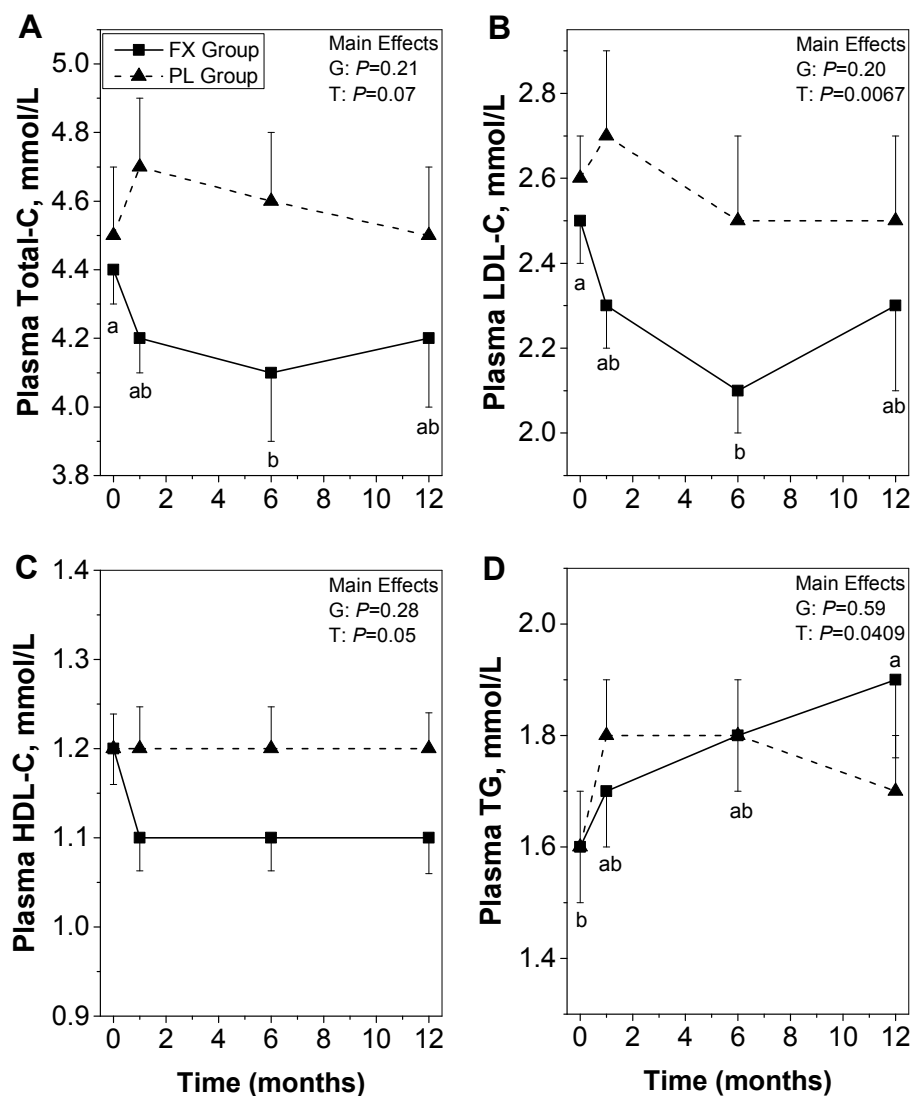 A
FX Group
PL Group
Main Effects
G: P=0.21
T: P=0.07
Plasma Total-C, mmol/L
5.0
4.8
4.6
4.4
4.2
4.0
3.8
a
ab
b
ab
0 2 4 6 8 10 12
B
Main Effects
G: P=0.20
T: P=0.0067
Plasma LDL-C, mmol/L
2.8
2.6
2.4
2.2
2.0
a
ab
b
ab
0 2 4 6 8 10 12
C
Main Effects
G: P=0.28
T: P=0.05
Plasma HDL-C, mmol/L
1.4
1.3
1.2
1.1
1.0
0.9
0 2 4 6 8 10 12
Time (months)
D
Main Effects
G: P=0.59
T: P=0.0409
Plasma TG, mmol/L
2.0
1.8
1.6
1.4
a
ab
ab
b
0 2 4 6 8 10 12
Time (months)